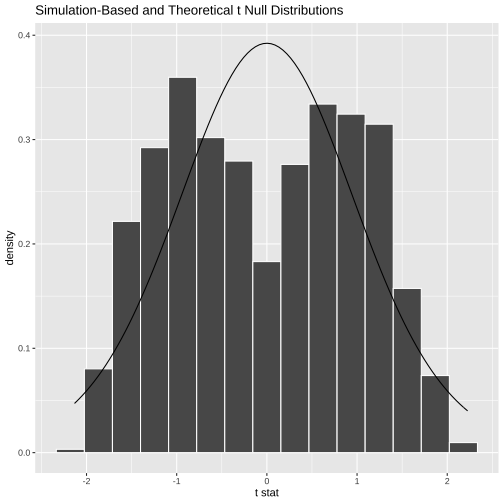 Simulation-Based and Theoretical t Null Distributions
0.4
0.3
0.2
0.1
0.0
density
-2 -1 0 1 2
t stat